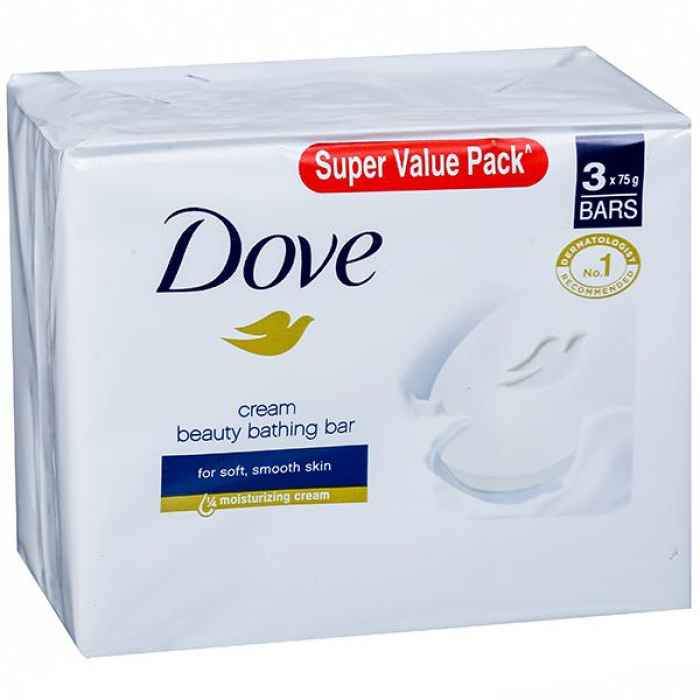 Super Value Pack^
3 x 75g
BARS
Dove
DERMATOLOGIST
No.1
RECOMMENDED
cream
beauty bathing bar
for soft, smooth skin
¼ moisturizing cream